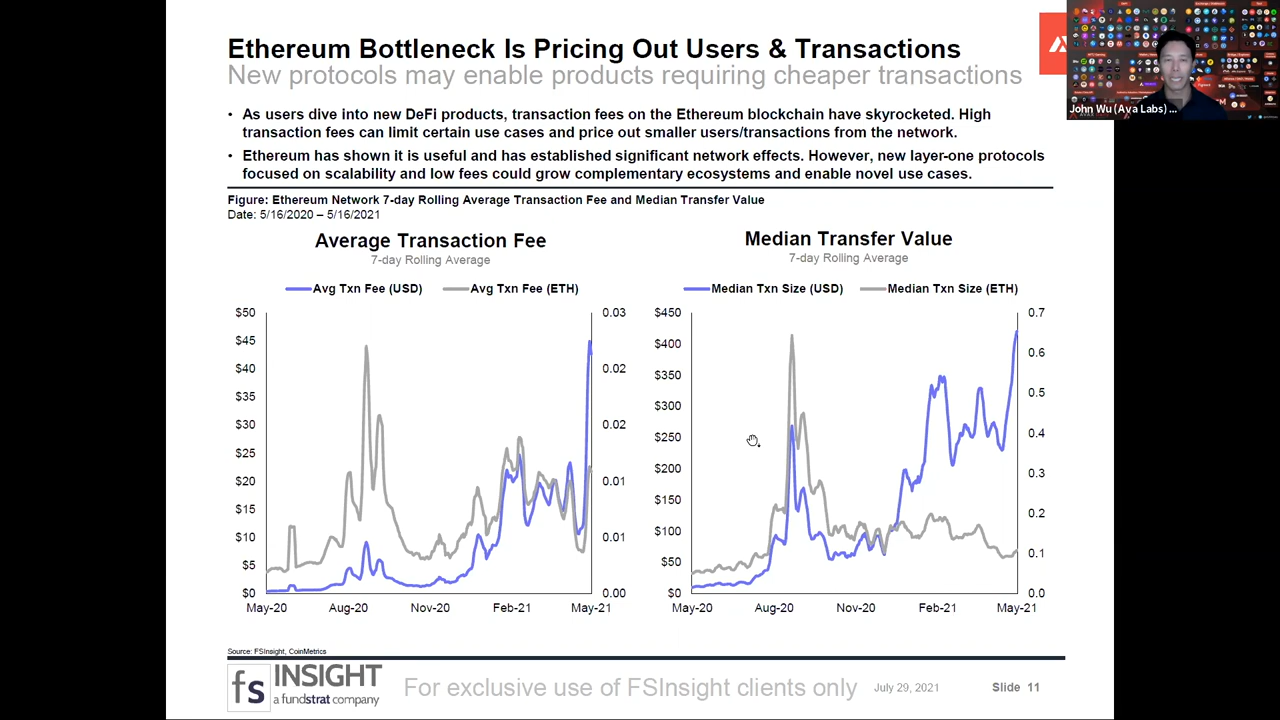 Ethereum Bottleneck Is Pricing Out Users & Transactions
New protocols may enable products requiring cheaper transactions
• As users dive into new DeFi products, transaction fees on the Ethereum blockchain have skyrocketed. High
transaction fees can limit certain use cases and price out smaller users/transactions from the network.
• Ethereum has shown it is useful and has established significant network effects. However, new layer-one protocols
focused on scalability and low fees could grow complementary ecosystems and enable novel use cases.
Figure: Ethereum Network 7-day Rolling Average Transaction Fee and Median Transfer Value
Date: 5/16/2020 – 5/16/2021
Average Transaction Fee
7-day Rolling Average
Avg Txn Fee (USD) Avg Txn Fee (ETH)
$50 0.03
$45
$40 0.02
$35
$30 0.02
$25
$20 0.01
$15
$10 0.01
$5
$0 0.00
May-20 Aug-20 Nov-20 Feb-21 May-21
Median Transfer Value
7-day Rolling Average
Median Txn Size (USD) Median Txn Size (ETH)
$450 0.7
$400
0.6
$350
0.5
$300
$250 0.4
$200
0.3
$150
0.2
$100
0.1
$50
$0 0.0
May-20 Aug-20 Nov-20 Feb-21 May-21
Source: FSInsight, CoinMetrics
fs INSIGHT
a fundstrat company
For exclusive use of FSInsight clients only
July 29, 2021
Slide 11
John Wu (Ava Labs) ...